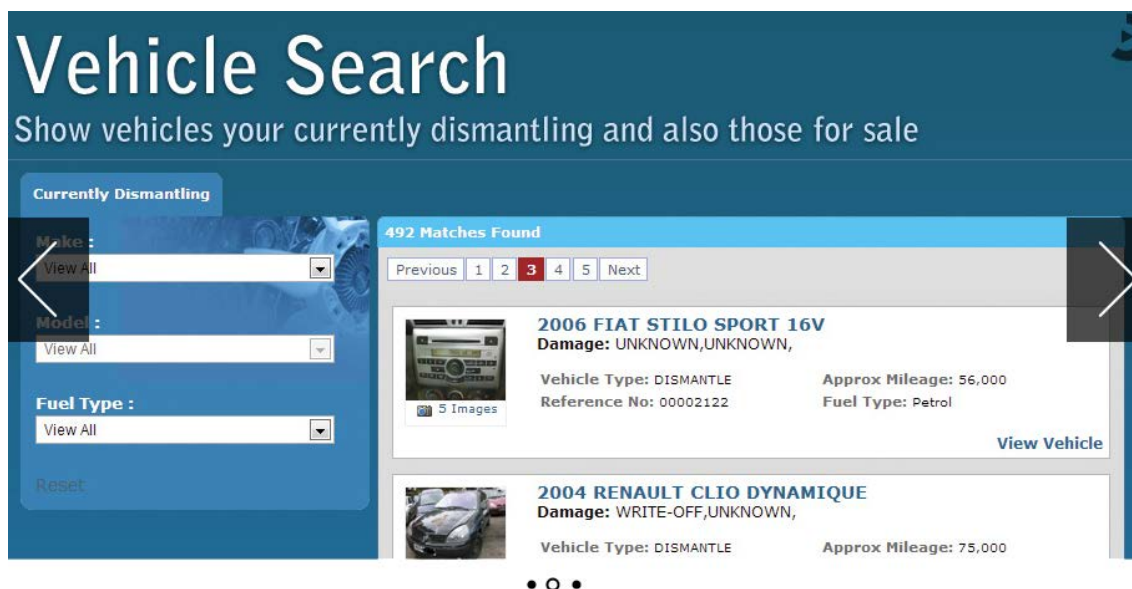 Vehicle Search
Show vehicles your currently dismantling and also those for sale
Currently Dismantling
Make :
View All
Model :
View All
Fuel Type :
View All
Reset
492 Matches Found
Previous 1 2 3 4 5 Next
2006 FIAT STILO SPORT 16V
Damage: UNKNOWN,UNKNOWN,
Vehicle Type: DISMANTLE Approx Mileage: 56,000
Reference No: 00002122 Fuel Type: Petrol
5 Images
View Vehicle
2004 RENAULT CLIO DYNAMIQUE
Damage: WRITE-OFF,UNKNOWN,
Vehicle Type: DISMANTLE Approx Mileage: 75,000